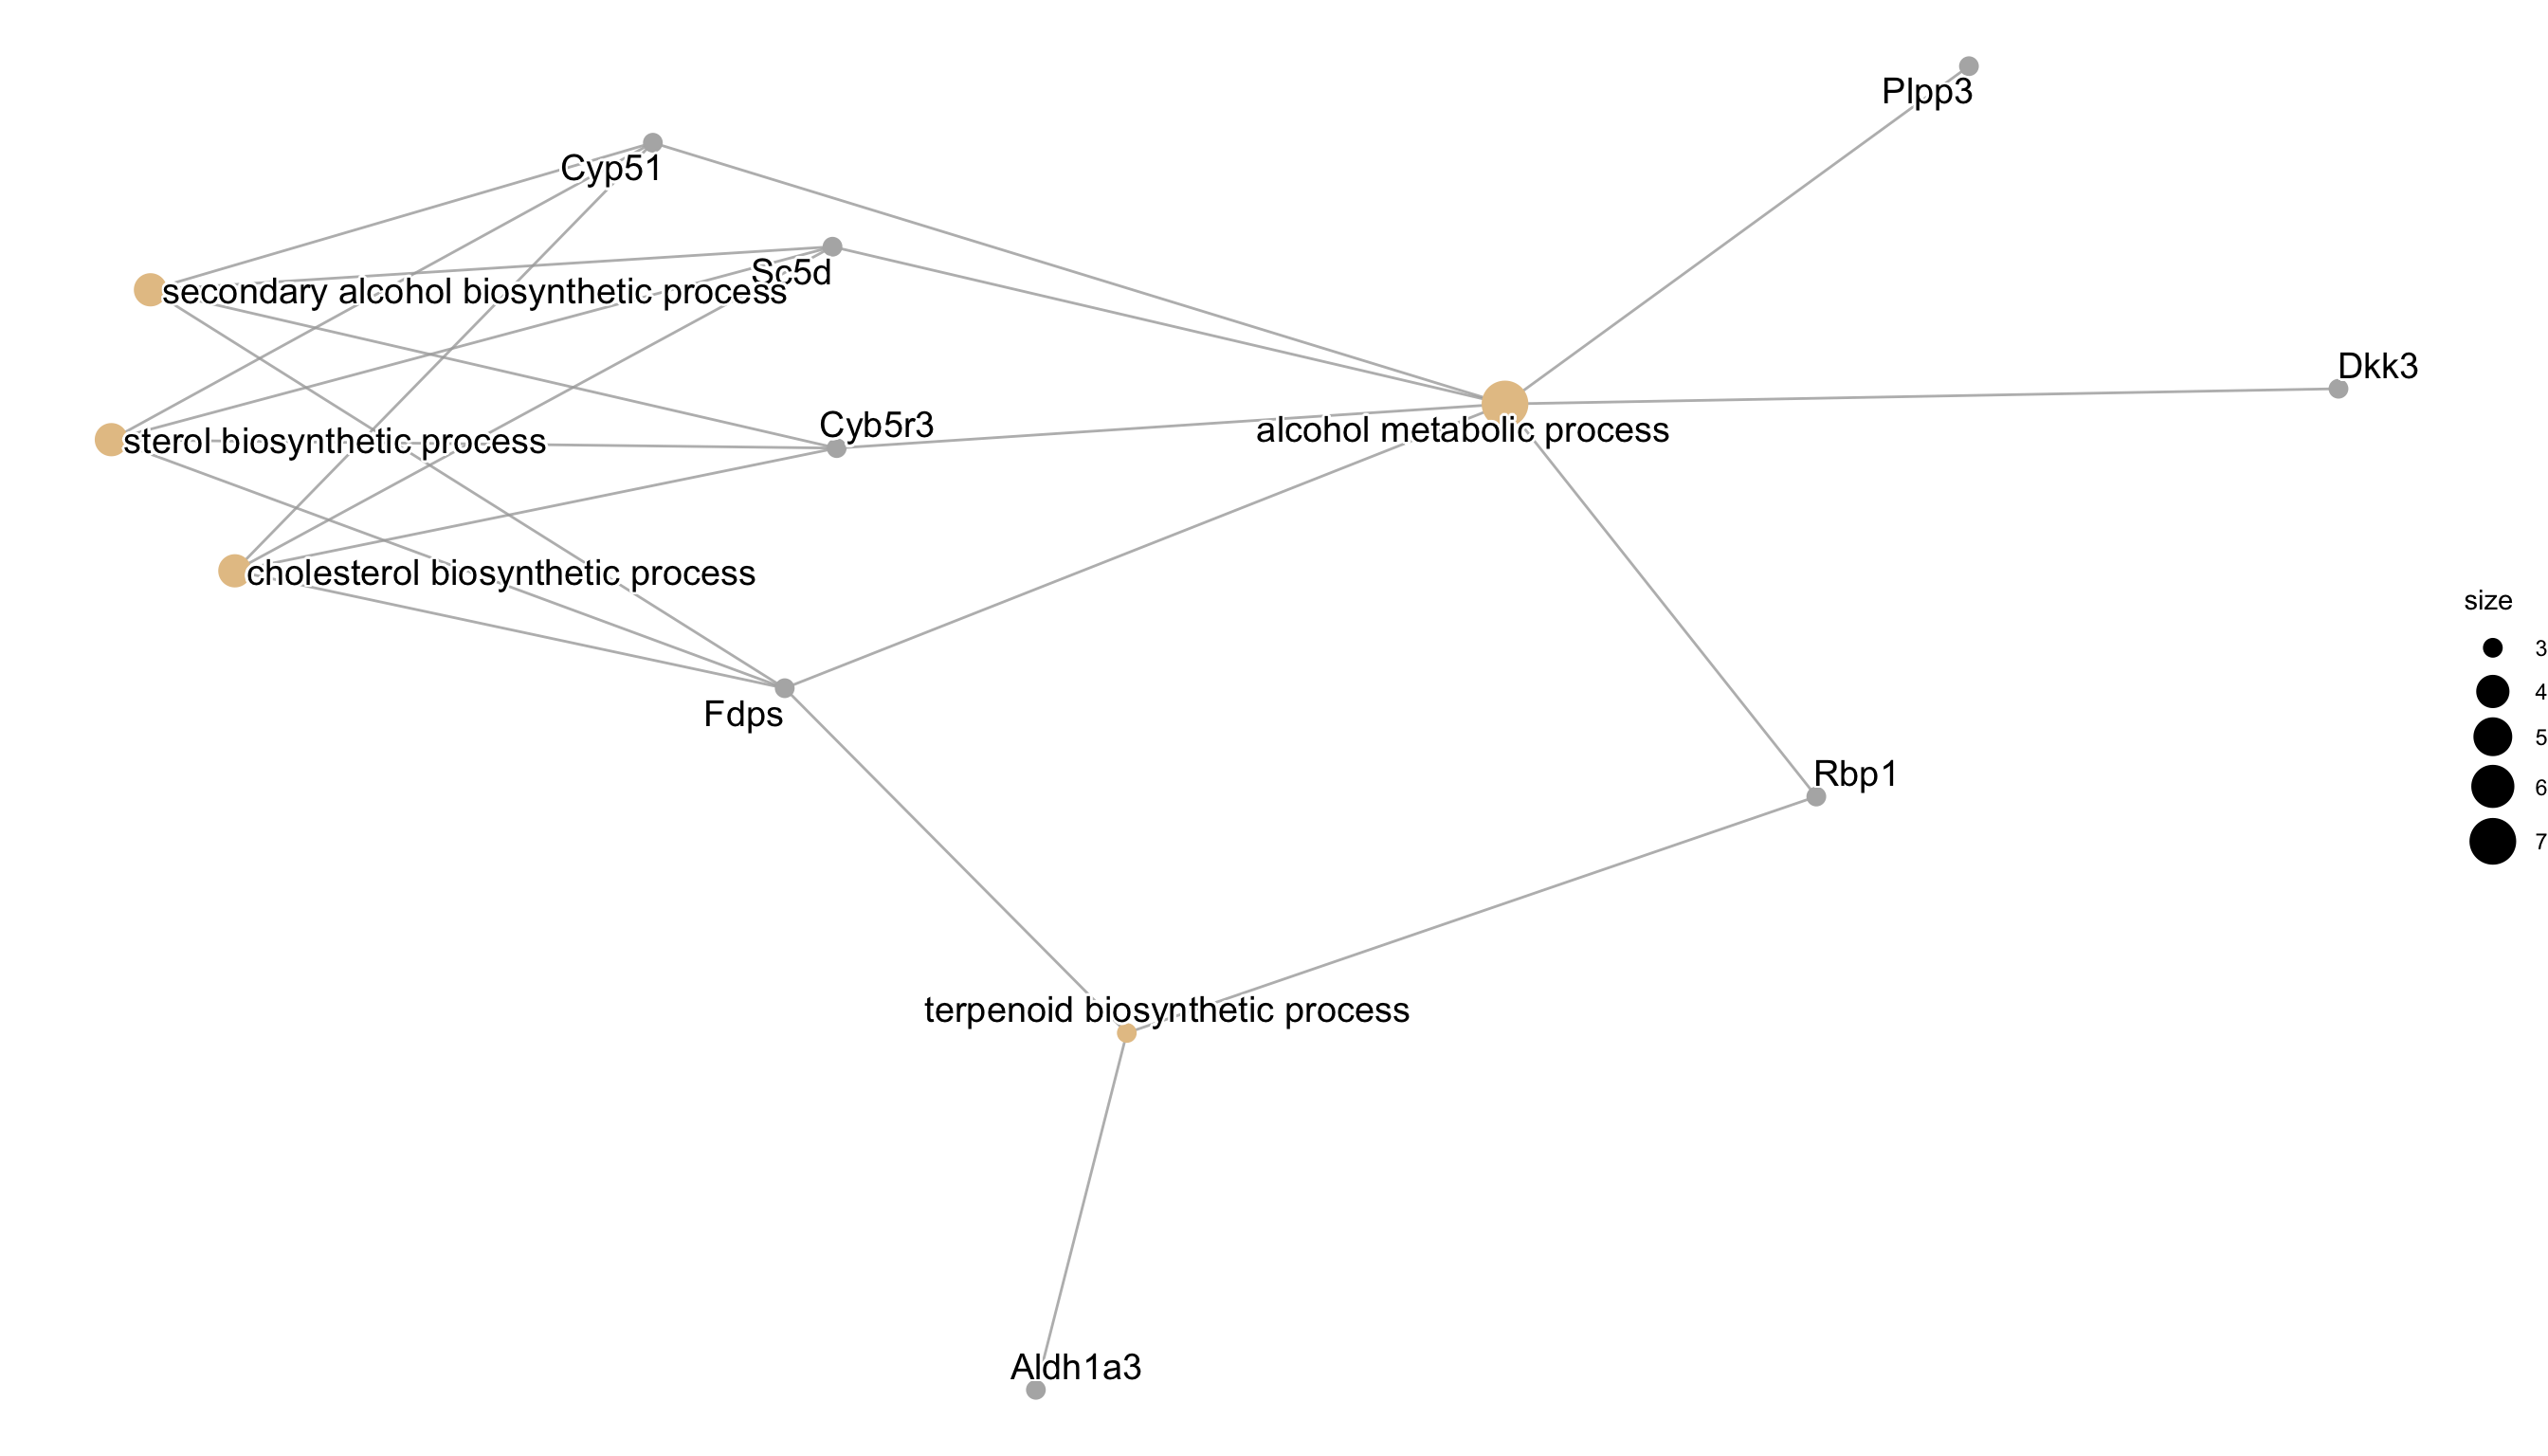 Plpp3
Cyp51
Sc5d
secondary alcohol biosynthetic process
Dkk3
Cyb5r3
alcohol metabolic process
sterol biosynthetic process
cholesterol biosynthetic process
size
3
4
5
6
7
Fdps
Rbp1
terpenoid biosynthetic process
Aldh1a3